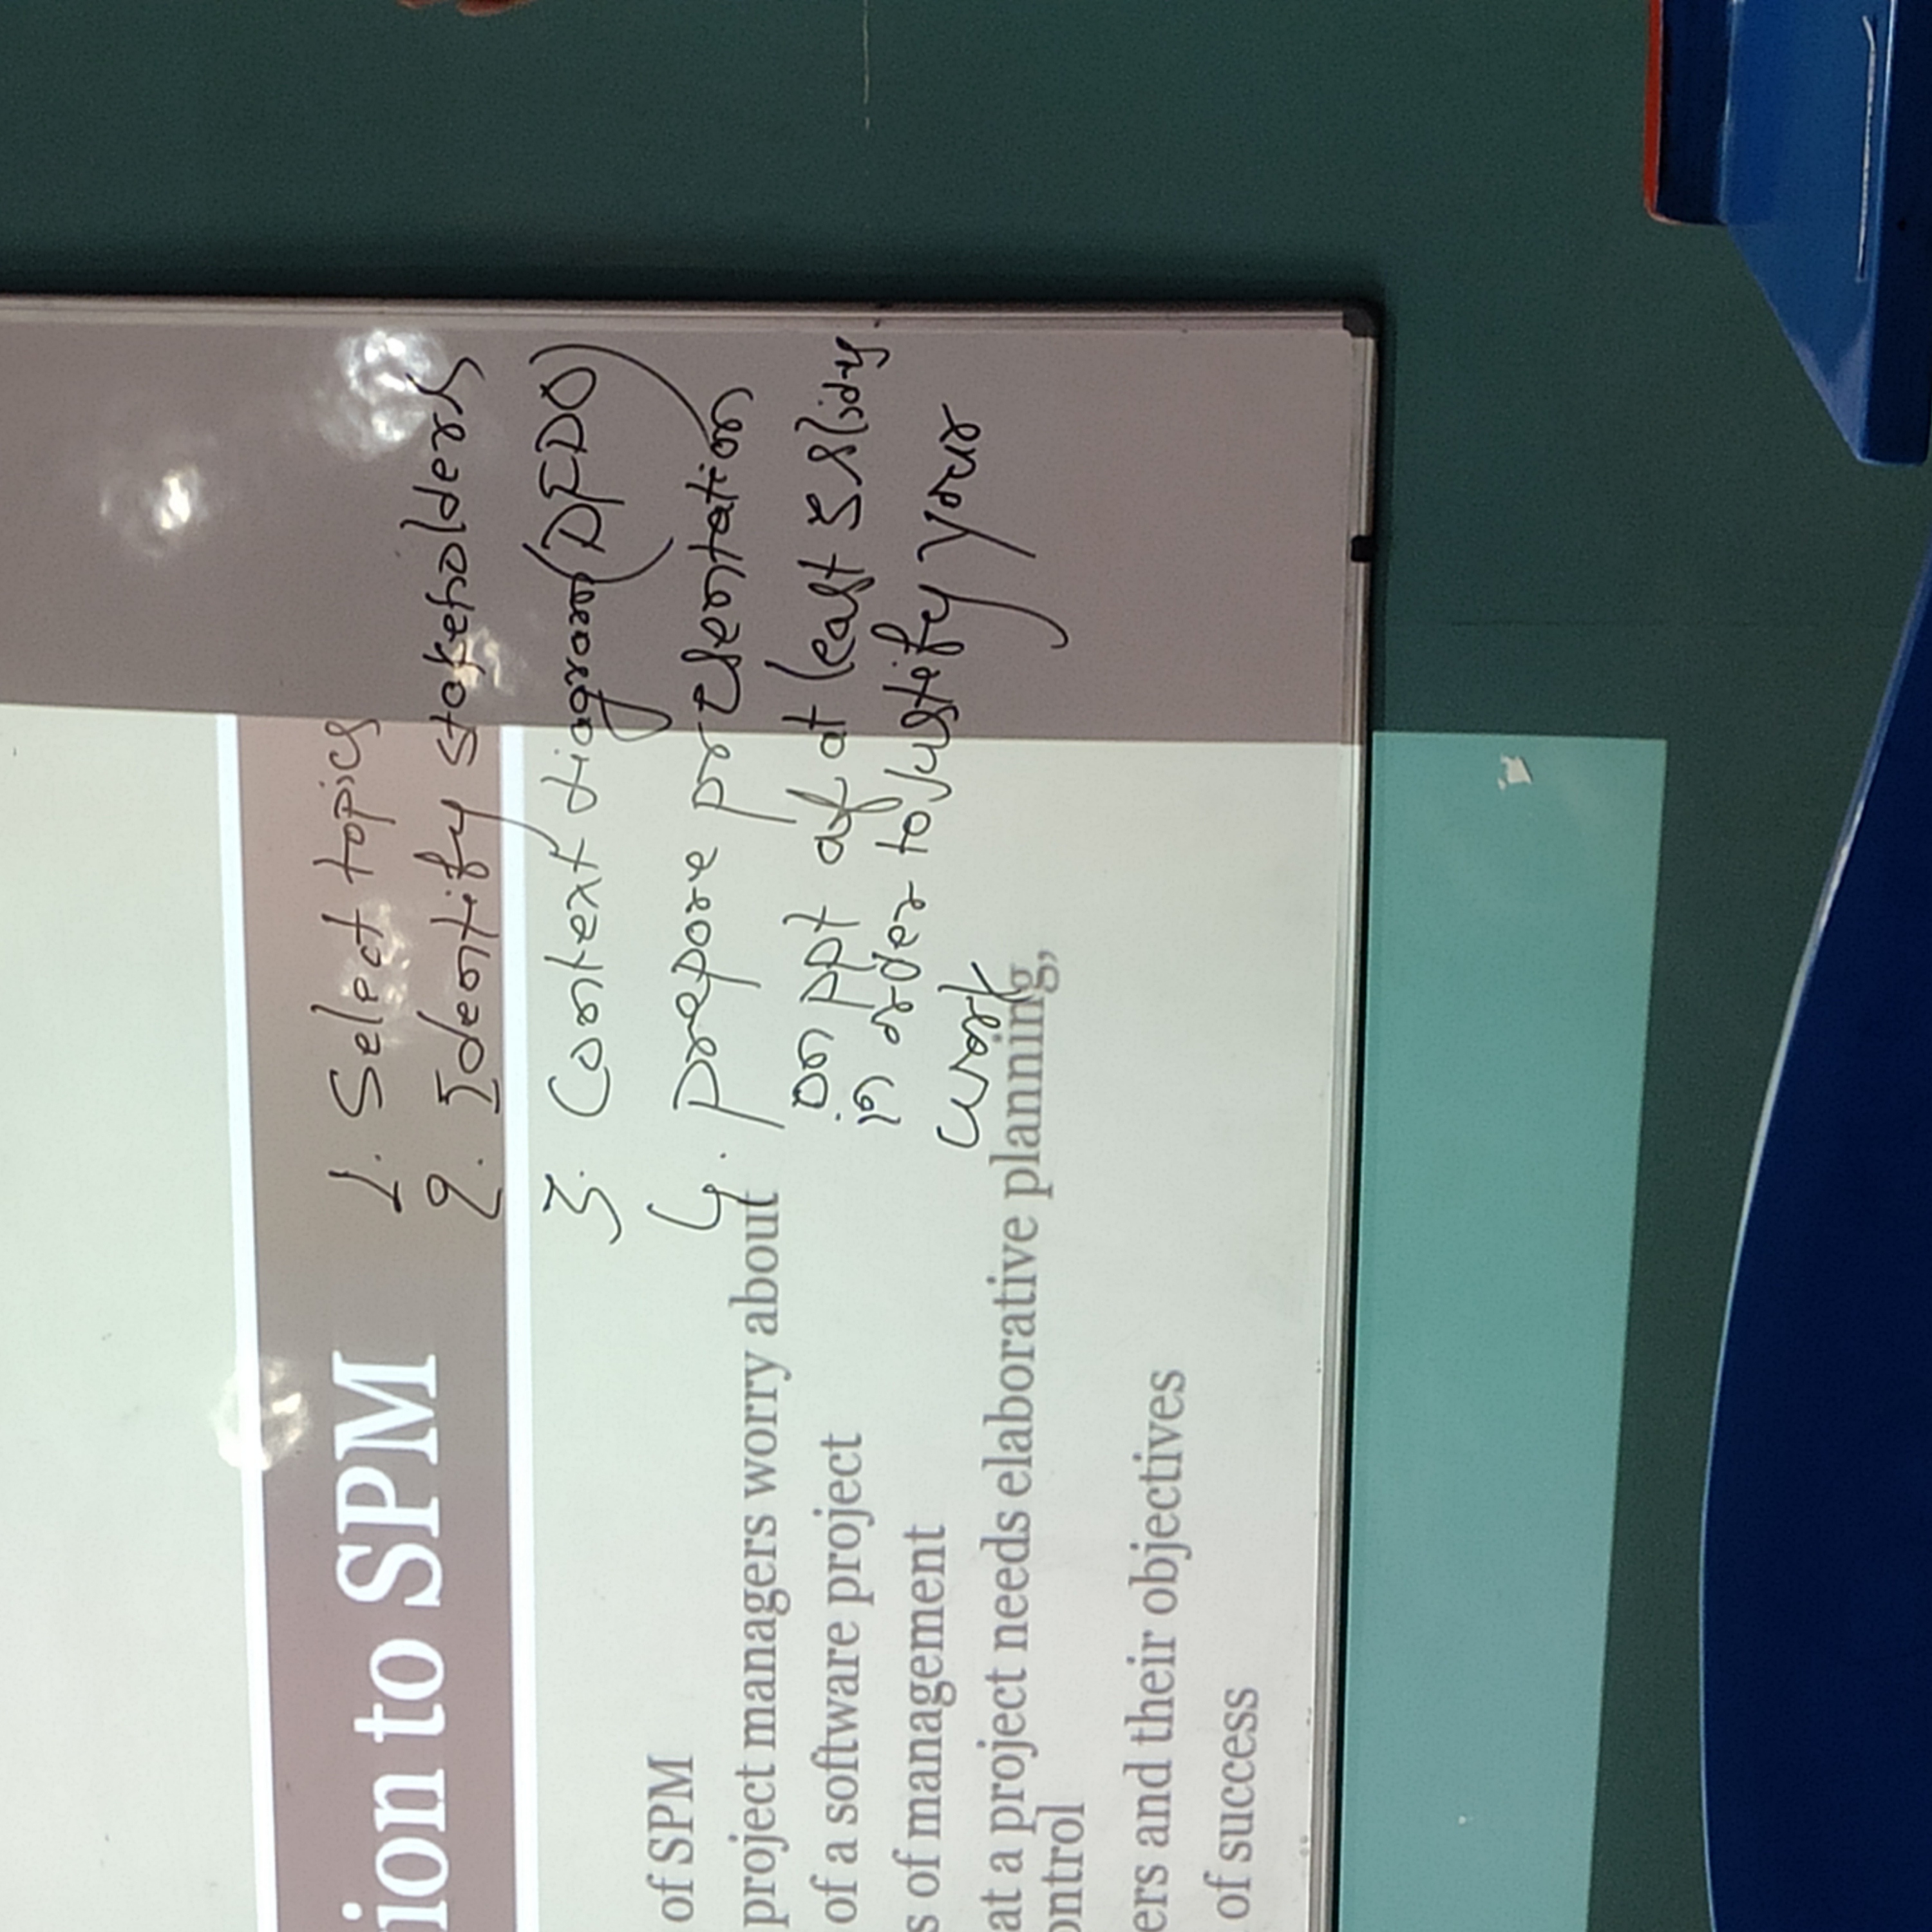 ion to SPM
1. Select topics
2. Identify stakeholders
3. Context diagram (DFD0)
4. prepare presentation
on ppt of at least 5 slides
in order to Justify your
work
of SPM
project managers worry about
of a software project
s of management
at a project needs elaborative planning,
ontrol
ers and their objectives
of success